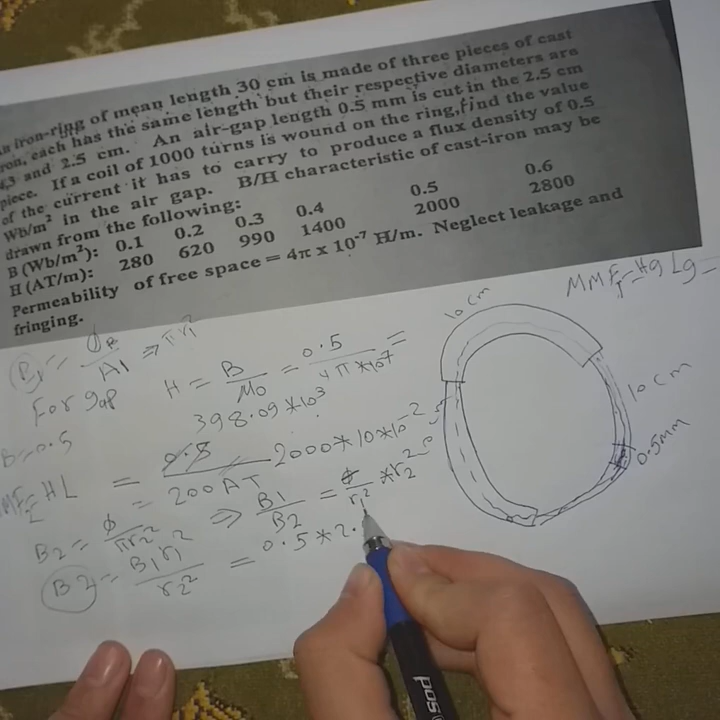 iron-ring of mean length 30 cm is made of three pieces of cast
iron, each has the same length but their respective diameters are
4,3 and 2.5 cm. An air-gap length 0.5 mm is cut in the 2.5 cm
piece. If a coil of 1000 turns is wound on the ring,find the value
of the current it has to carry to produce a flux density of 0.5
Wb/m² in the air gap. B/H characteristic of cast-iron may be
drawn from the following:
B (Wb/m²): 0.1 0.2 0.3 0.4 0.5 0.6
H (AT/m): 280 620 990 1400 2000 2800
Permeability of free space = 4π x 10⁻⁷ H/m. Neglect leakage and
fringing.
10 cm
MMF = Hg Lg =
For gap
H = B/Mo = 0.5/4π*10⁷ =
398.09*10³
10 cm
B=0.5
0.5mm
HL = 2000*10*10⁻²
= 200AT
B2 = φ/πr2² ⇒ B1/B2 = φ/r1² * r2²
B2 = B1r1²/r2² = 0.5*2.
pos